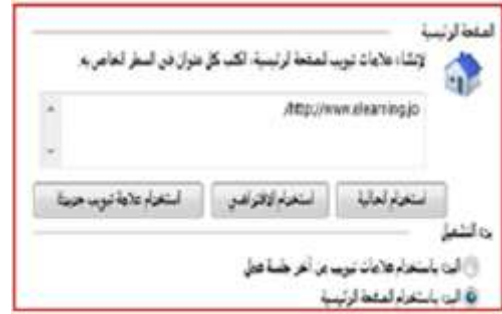 الصفحة الرئيسية
لإنشاء علامات تبويب لصفحة الرئيسية، اكتب كل عنوان في السطر الخاص به.
http://www.elearning.jo/
استخدام الحالية
استخدام الافتراضي
استخدام علامة تبويب جديدة
بدء التشغيل
البدء باستخدام علامات تبويب من آخر جلسة عمل
البدء باستخدام الصفحة الرئيسية